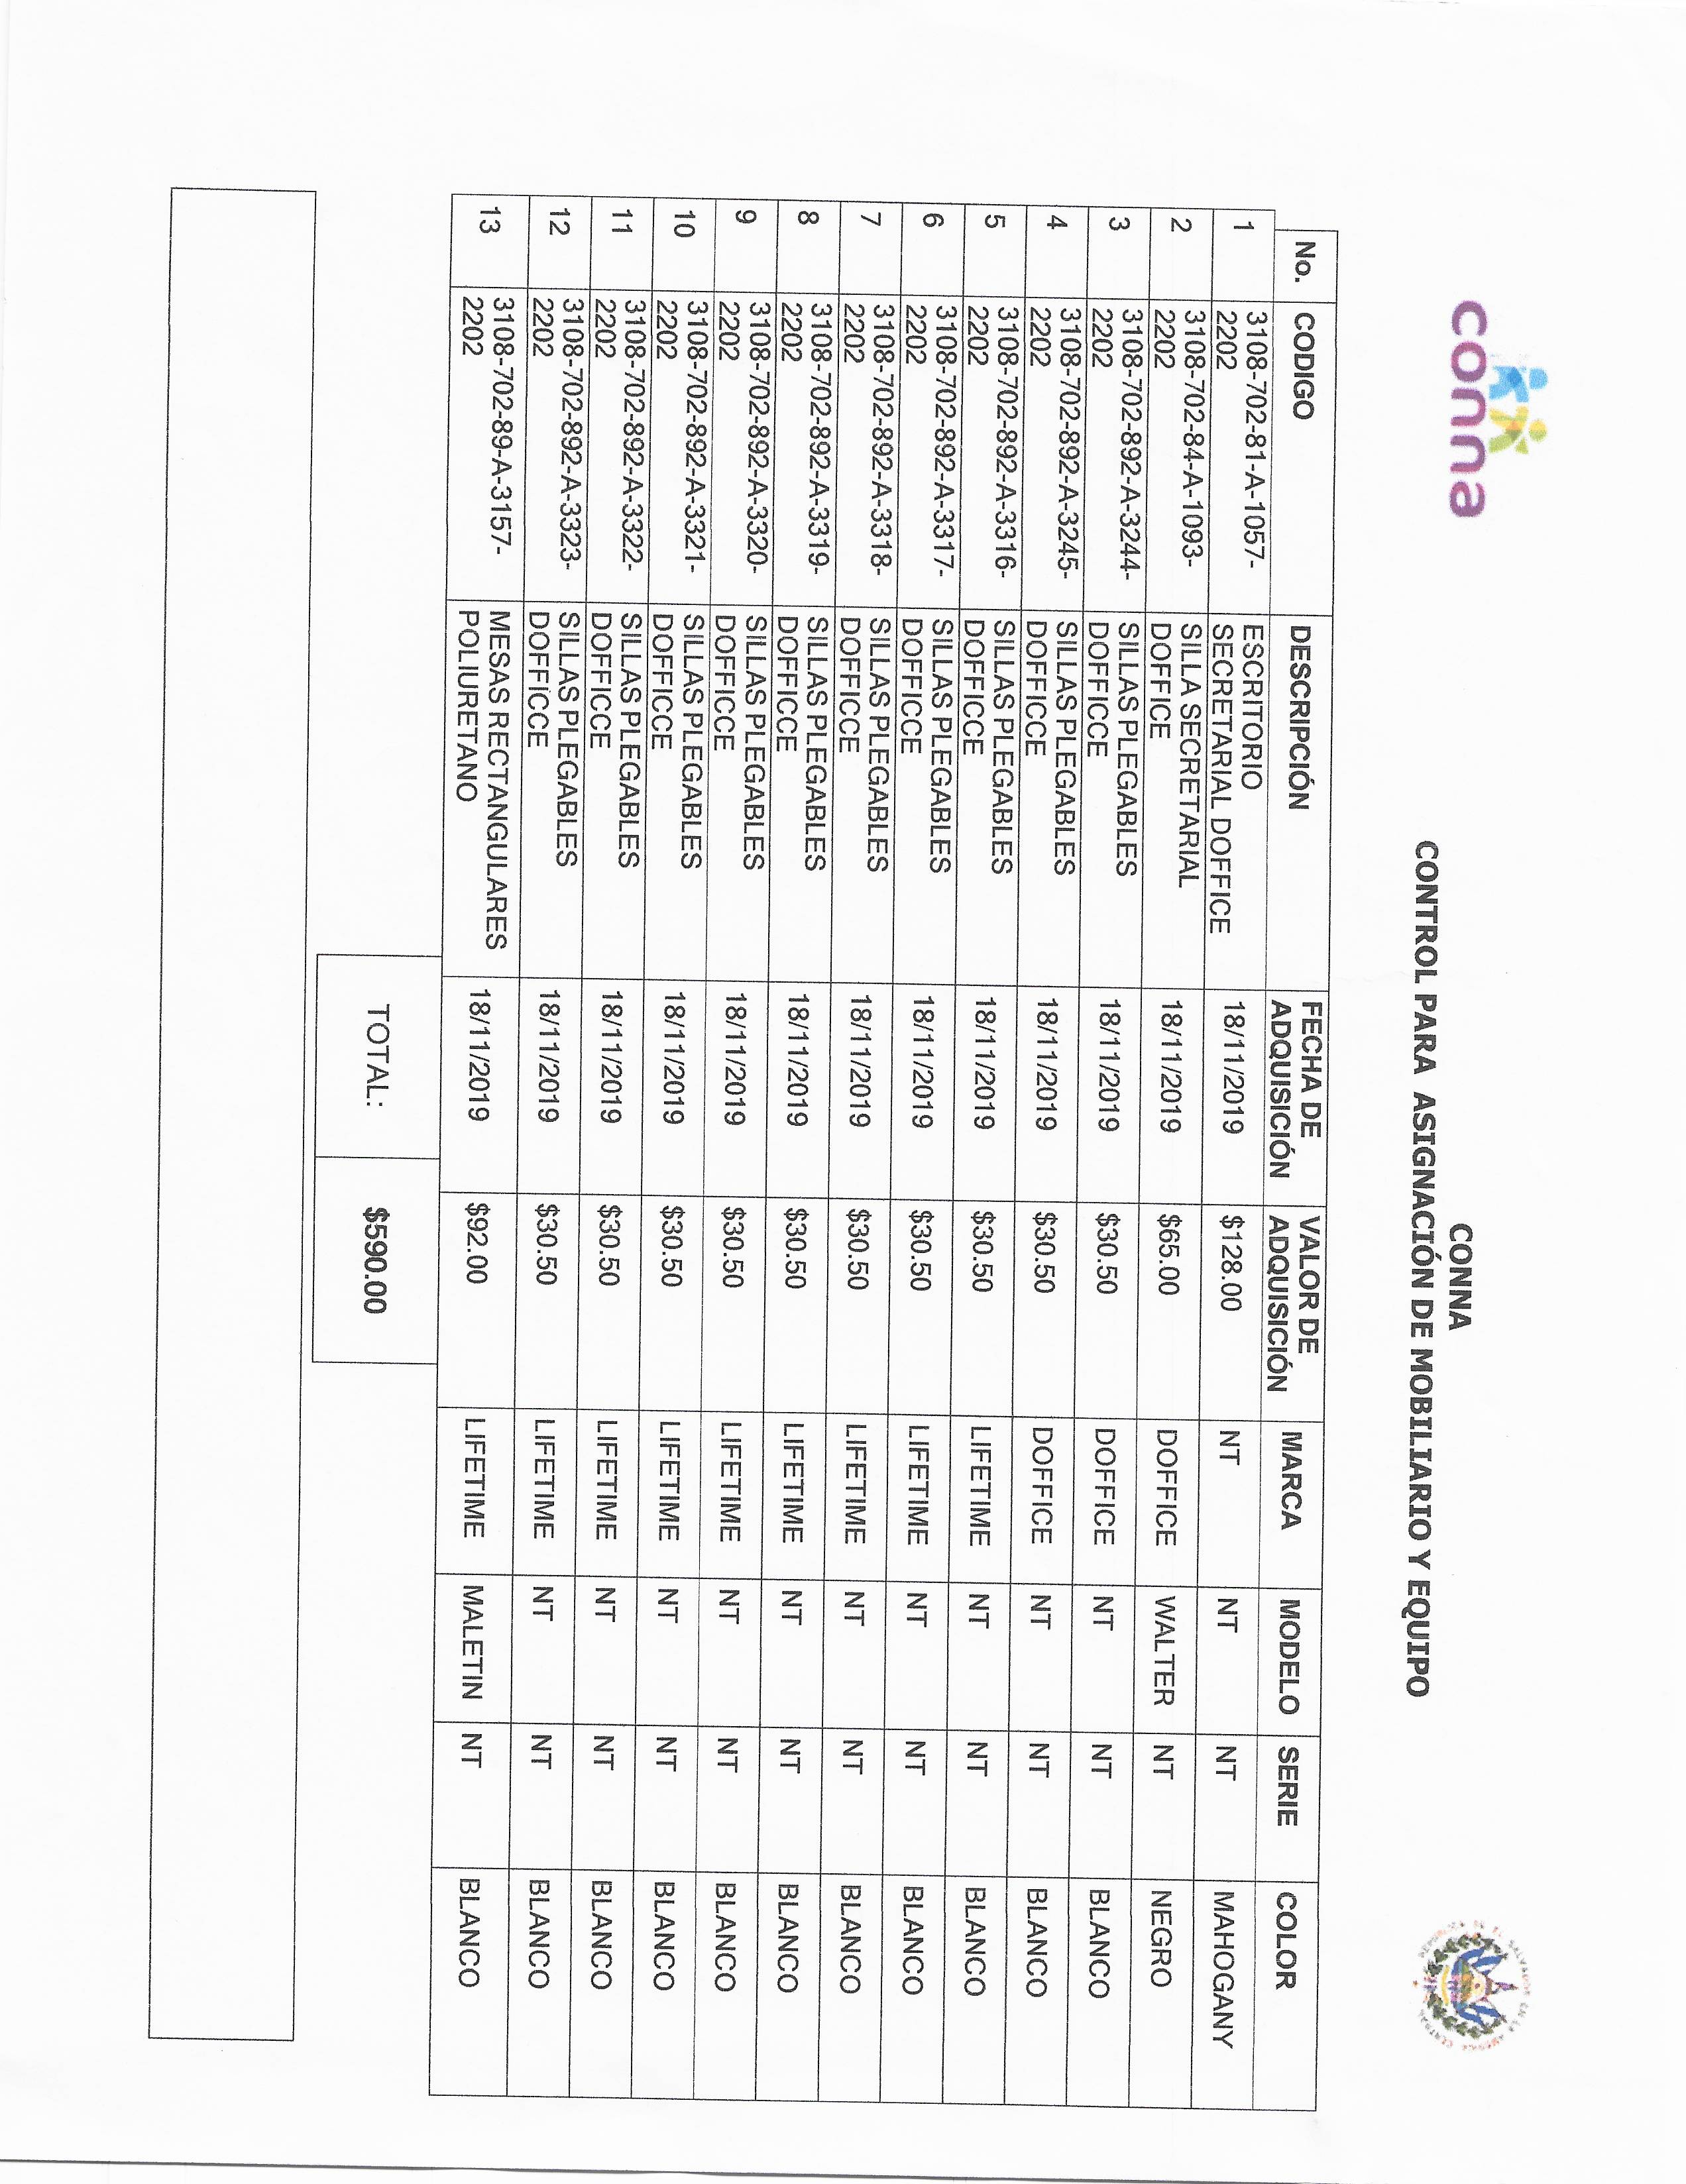 conna
CONNA
CONTROL PARA ASIGNACIÓN DE MOBILIARIO Y EQUIPO
No. CODIGO DESCRIPCIÓN FECHA DE ADQUISICIÓN VALOR DE ADQUISICIÓN MARCA MODELO SERIE COLOR
1 3108-702-81-A-1057-2202 ESCRITORIO SECRETARIAL DOFFICE 18/11/2019 $128.00 NT NT NT MAHOGANY
2 3108-702-84-A-1093-2202 SILLA SECRETARIAL DOFFICE 18/11/2019 $65.00 DOFFICE WALTER NT NEGRO
3 3108-702-892-A-3244-2202 SILLAS PLEGABLES DOFFICCE 18/11/2019 $30.50 DOFFICE NT NT BLANCO
4 3108-702-892-A-3245-2202 SILLAS PLEGABLES DOFFICCE 18/11/2019 $30.50 DOFFICE NT NT BLANCO
5 3108-702-892-A-3316-2202 SILLAS PLEGABLES DOFFICCE 18/11/2019 $30.50 LIFETIME NT NT BLANCO
6 3108-702-892-A-3317-2202 SILLAS PLEGABLES DOFFICCE 18/11/2019 $30.50 LIFETIME NT NT BLANCO
7 3108-702-892-A-3318-2202 SILLAS PLEGABLES DOFFICCE 18/11/2019 $30.50 LIFETIME NT NT BLANCO
8 3108-702-892-A-3319-2202 SILLAS PLEGABLES DOFFICCE 18/11/2019 $30.50 LIFETIME NT NT BLANCO
9 3108-702-892-A-3320-2202 SILLAS PLEGABLES DOFFICCE 18/11/2019 $30.50 LIFETIME NT NT BLANCO
10 3108-702-892-A-3321-2202 SILLAS PLEGABLES DOFFICCE 18/11/2019 $30.50 LIFETIME NT NT BLANCO
11 3108-702-892-A-3322-2202 SILLAS PLEGABLES DOFFICCE 18/11/2019 $30.50 LIFETIME NT NT BLANCO
12 3108-702-892-A-3323-2202 SILLAS PLEGABLES DOFFICCE 18/11/2019 $30.50 LIFETIME NT NT BLANCO
13 3108-702-89-A-3157-2202 MESAS RECTANGULARES POLIURETANO 18/11/2019 $92.00 LIFETIME MALETIN NT BLANCO
TOTAL: $590.00